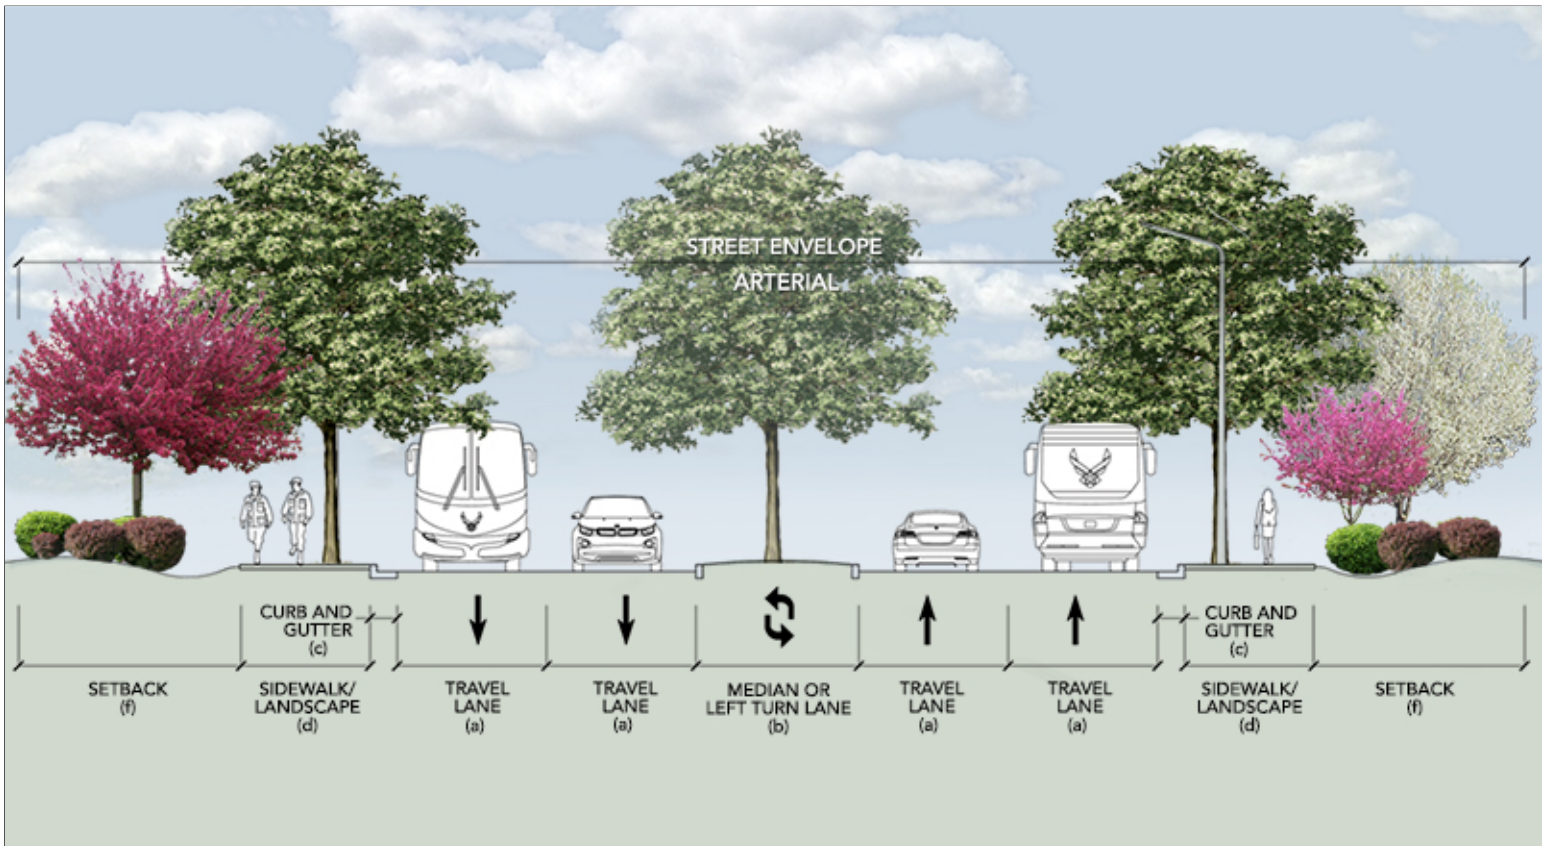 STREET ENVELOPE
ARTERIAL
CURB AND
GUTTER
(c)
CURB AND
GUTTER
(c)
SETBACK
(f)
SIDEWALK/
LANDSCAPE
(d)
TRAVEL
LANE
(a)
TRAVEL
LANE
(a)
MEDIAN OR
LEFT TURN LANE
(b)
TRAVEL
LANE
(a)
TRAVEL
LANE
(a)
SIDEWALK/
LANDSCAPE
(d)
SETBACK
(f)